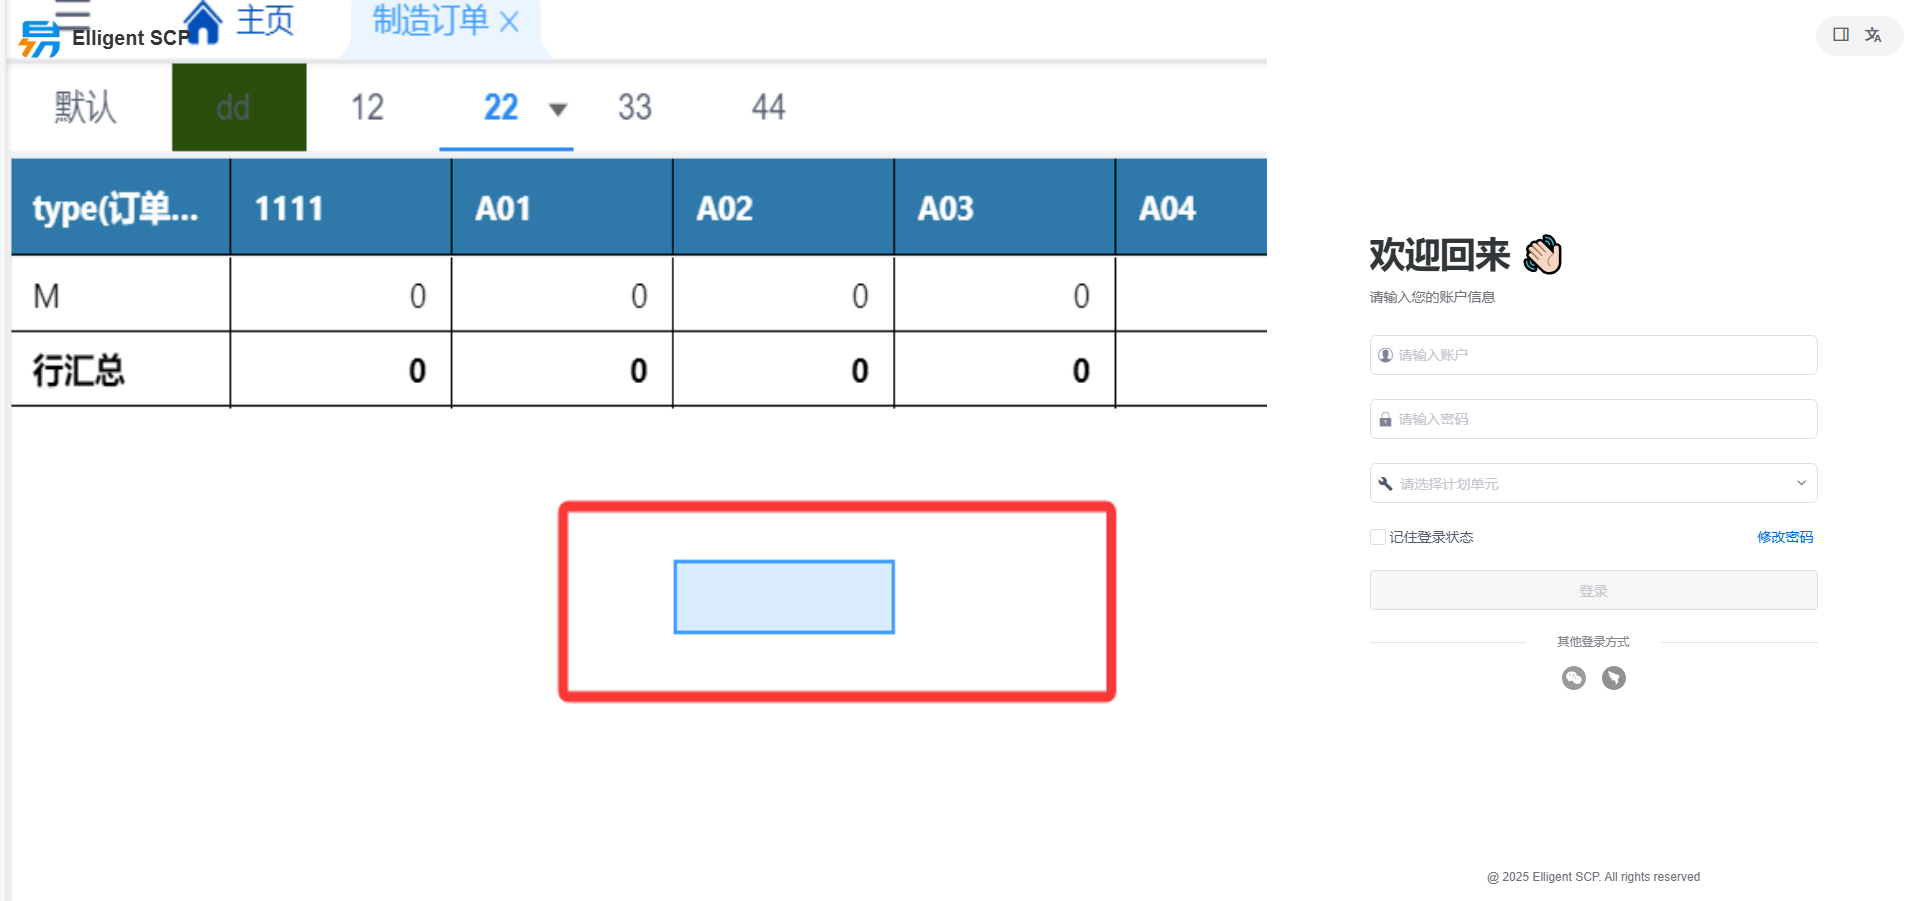 Elligent SCP
主页
制造订单
默认 dd 12 22 33 44
type(订单... 1111 A01 A02 A03 A04
M 0 0 0 0
行汇总 0 0 0 0
欢迎回来
请输入您的账户信息
请输入账户
请输入密码
请选择计划单元
记住登录状态 修改密码
登录
其他登录方式
@ 2025 Elligent SCP. All rights reserved